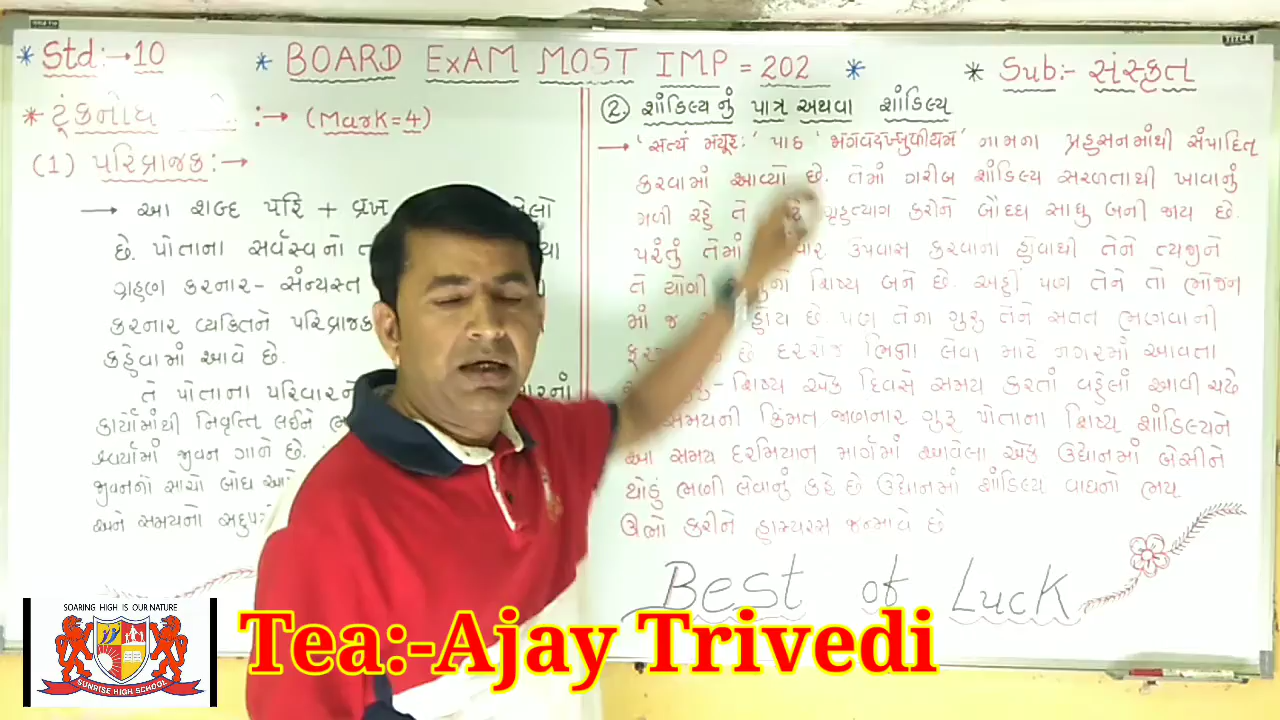 * Std:→10
* BOARD EXAM MOST IMP = 202 *
* Sub:- સંસ્કૃત
* ટૂંકનોધ :→ (Mark=4)
(1) પરિવ્રાજક:→
→ આ શબ્દ પરિ + વ્રખ
છે. પોતાના સર્વસ્વનો
ગ્રહણ કરનાર- સંન્યસ્ત
કરનાર વ્યકિતને પરિવ્રાજક
કહેવામાં આવે છે.
તે પોતાના પરિવારને
કાર્યોમાંથી નિવૃત્તિ લઈને
જીવન ગાળે છે.
જીવનનો સાચો બોધ
અને સમયનો
② શાંડિલ્યનું પાત્ર અથવા શાંડિલ્ય
→ 'સત્યં મયૂર:' પાઠ 'ભગવદજ્જુકીયમ' નામના પ્રહસનમાંથી સંપાદિત
કરવામાં આવ્યો છે. તેમાં ગરીબ શાંડિલ્ય સરળતાથી ખાવાનું
મળી રહે તે ગૃહત્યાગ કરીને બૌદ્ધ સાધુ બની જાય છે.
પરંતું તેમાં ઉપવાસ કરવાના હોવાથી તેને ત્યજીને
તે યોગી શિષ્ય બને છે. અહીં પણ તેને તો ભોજન
માં જ હોય છે. પણ તેના ગુરુ તેને સતત ભણવાની
છે દરરોજ ભિક્ષા લેવા માટે નગરમાં આવતા
શિષ્ય એક દિવસે સમય કરતાં વહેલાં આવી ચઢે
સમયની કિંમત જાણનાર ગુરુ પોતાના શિષ્ય શાંડિલ્યને
આ સમય દરમિયાન માર્ગમાં આવેલા એક ઉદ્યાનમાં બેસીને
થોડું ભણી લેવાનું કહે છે ઉદ્યાનમાં શાંડિલ્ય વાઘનો ભય
ઊભો કરીને હાસ્યરસ જન્માવે છે
Best of Luck
SOARING HIGH IS OUR NATURE
SUNRISE HIGH SCHOOL
Tea:-Ajay Trivedi